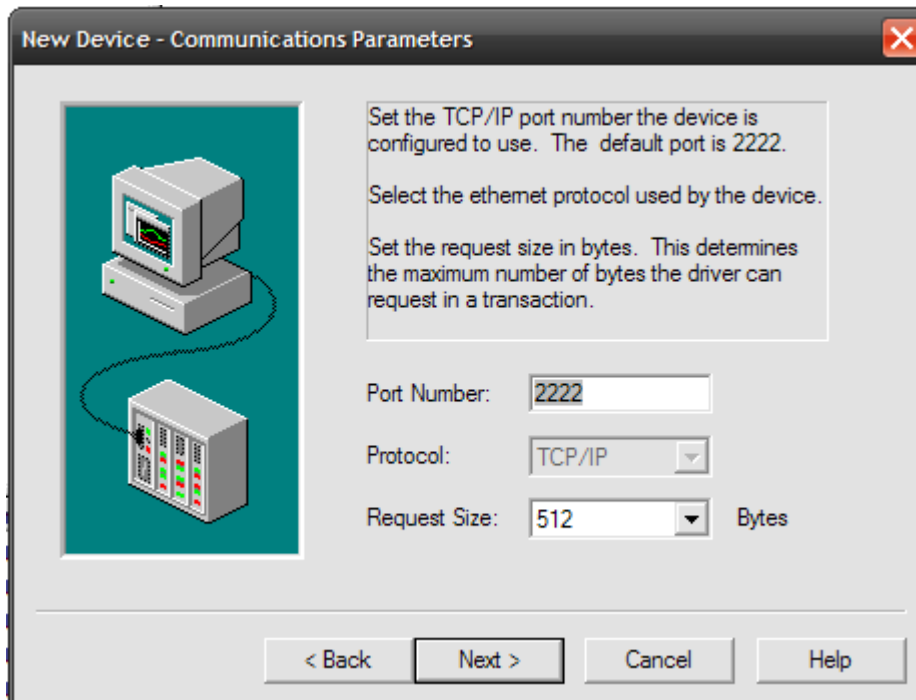 New Device - Communications Parameters
Set the TCP/IP port number the device is
configured to use.  The  default port is 2222.
Select the ethernet protocol used by the device.
Set the request size in bytes.  This determines
the maximum number of bytes the driver can
request in a transaction.
Port Number: 2222
Protocol: TCP/IP
Request Size: 512 Bytes
< Back Next > Cancel Help